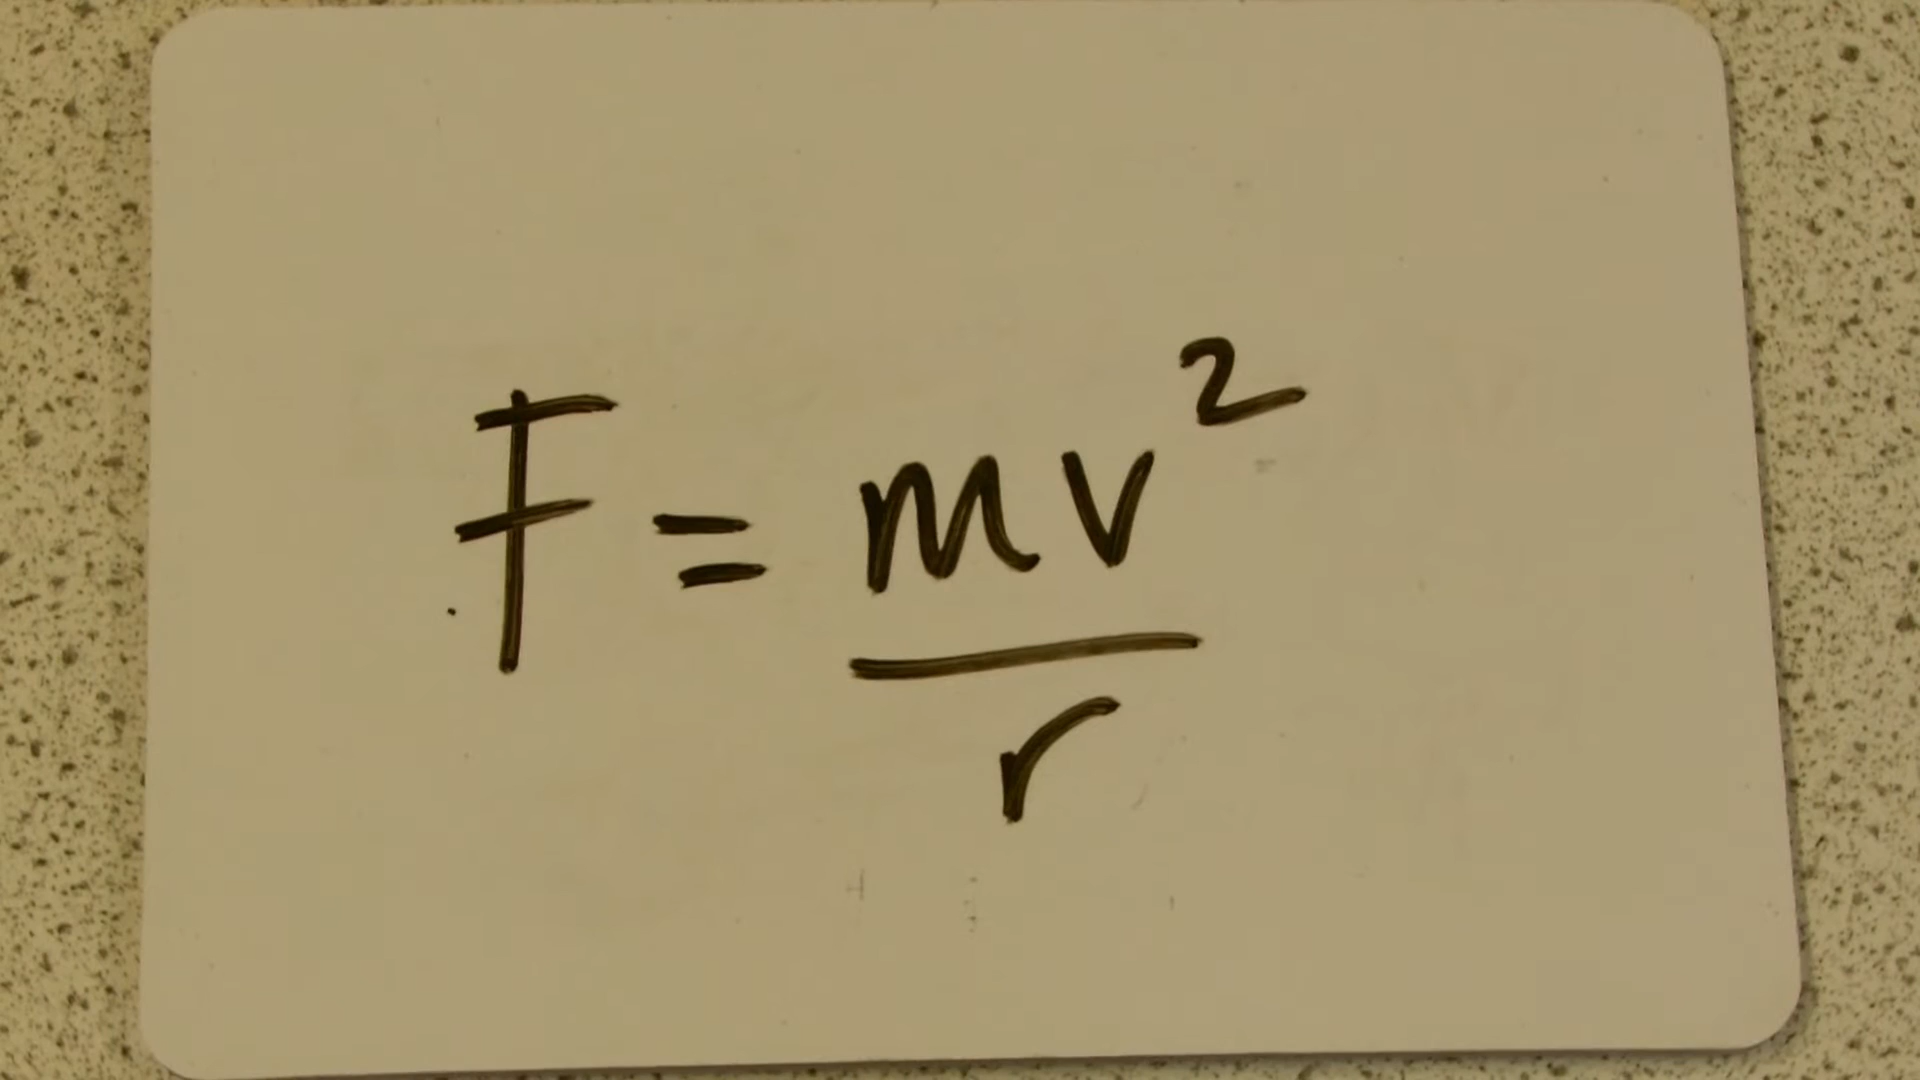 F = mv²/r